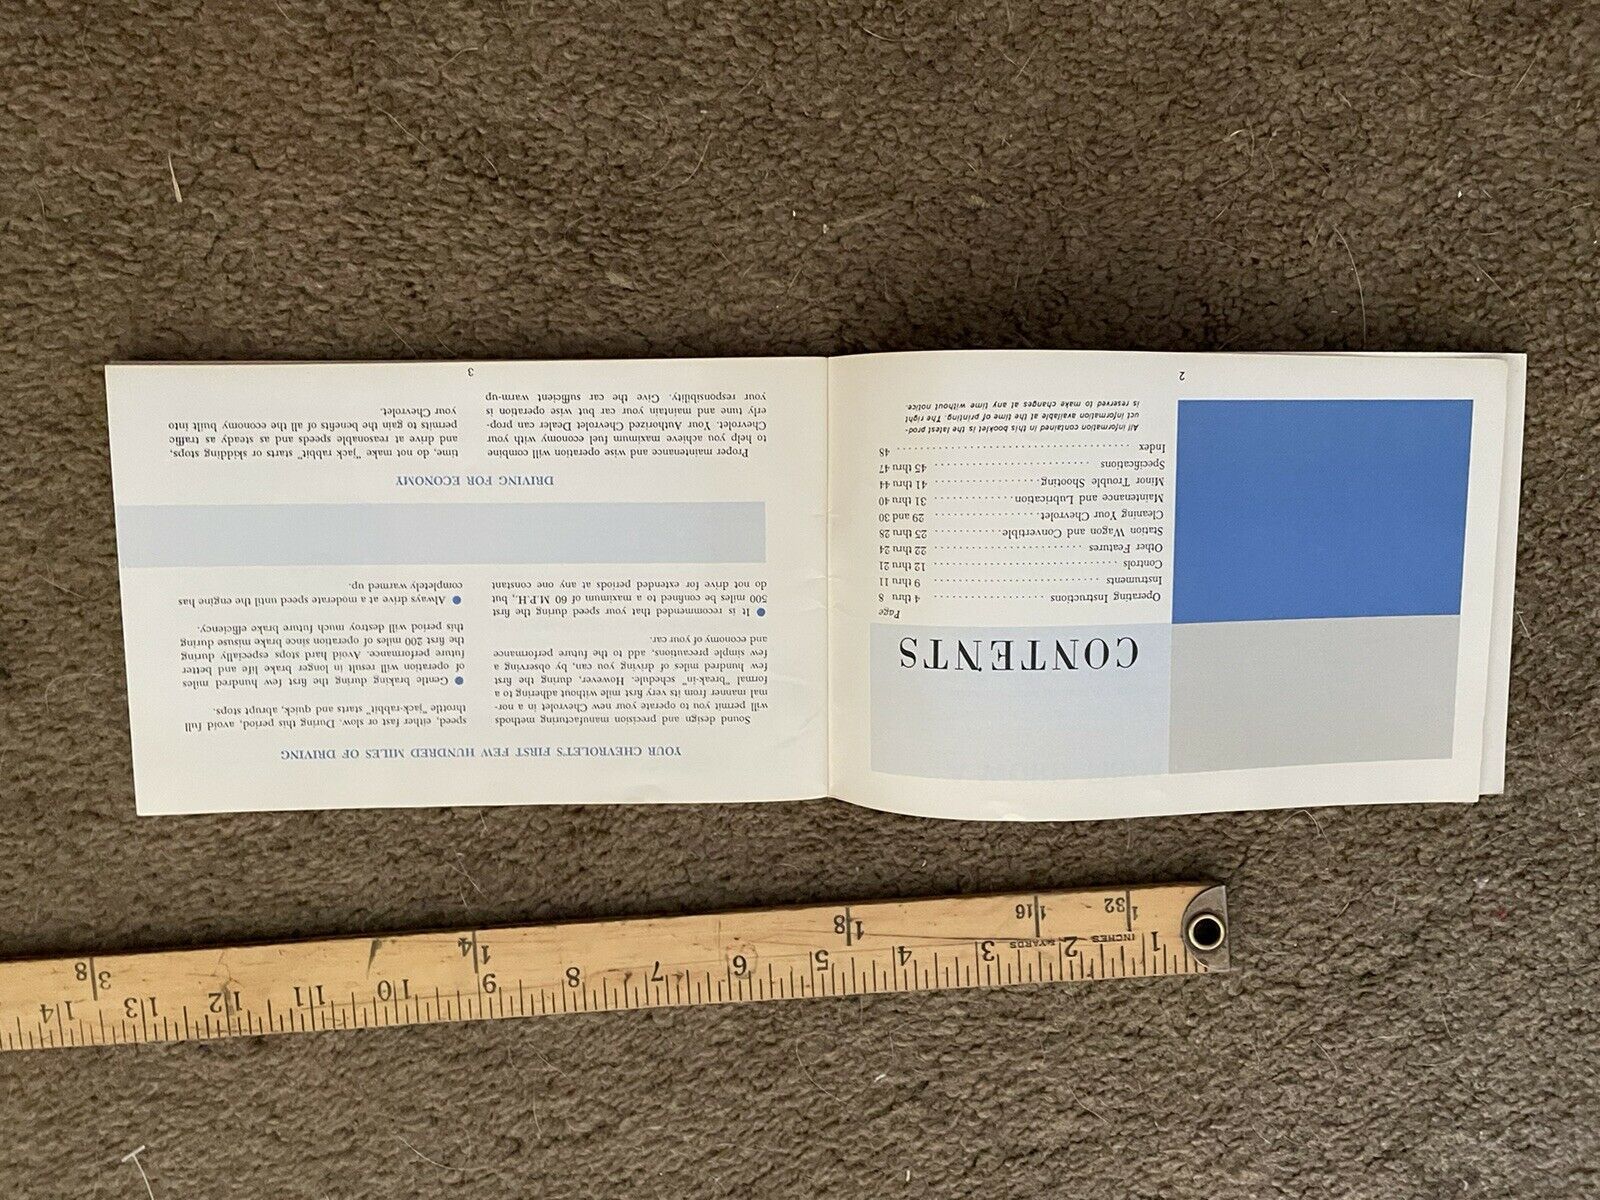 CONTENTS
Page
Operating Instructions . . . . . . . . . . . . . 4 thru 8
Instruments . . . . . . . . . . . . . . . . . . . . 9 thru 11
Controls . . . . . . . . . . . . . . . . . . . . . . 12 thru 21
Other Features . . . . . . . . . . . . . . . . . . 22 thru 24
Station Wagon and Convertible. . . . . . . . . 25 thru 28
Cleaning Your Chevrolet. . . . . . . . . . . . . 29 and 30
Maintenance and Lubrication. . . . . . . . . . 31 thru 40
Minor Trouble Shooting. . . . . . . . . . . . . . 41 thru 44
Specifications . . . . . . . . . . . . . . . . . . . 45 thru 47
Index . . . . . . . . . . . . . . . . . . . . . . . . . . . 48
All information contained in this booklet is the latest prod-
uct information available at the time of printing. The right
is reserved to make changes at any time without notice.
2
YOUR CHEVROLET'S FIRST FEW HUNDRED MILES OF DRIVING
Sound design and precision manufacturing methods
will permit you to operate your new Chevrolet in a nor-
mal manner from its very first mile without adhering to a
formal "break-in" schedule. However, during the first
few hundred miles of driving you can, by observing a
few simple precautions, add to the future performance
and economy of your car.
● It is recommended that your speed during the first
500 miles be confined to a maximum of 60 M.P.H., but
do not drive for extended periods at any one constant
speed, either fast or slow. During this period, avoid full
throttle "jack-rabbit" starts and quick, abrupt stops.
● Gentle braking during the first few hundred miles
of operation will result in longer brake life and better
future performance. Avoid hard stops especially during
the first 200 miles of operation since brake misuse during
this period will destroy much future brake efficiency.
● Always drive at a moderate speed until the engine has
completely warmed up.
DRIVING FOR ECONOMY
Proper maintenance and wise operation will combine
to help you achieve maximum fuel economy with your
Chevrolet. Your Authorized Chevrolet Dealer can prop-
erly tune and maintain your car but wise operation is
your responsibility. Give the car sufficient warm-up
time, do not make "jack rabbit" starts or skidding stops,
and drive at reasonable speeds and as steady as traffic
permits to gain the benefits of all the economy built into
your Chevrolet.
3
1 2 3 4 5 6 7 8 9 10 11 12 13 14
INCHES &YARDS
1/32 1/16 1/8 1/4 3/8